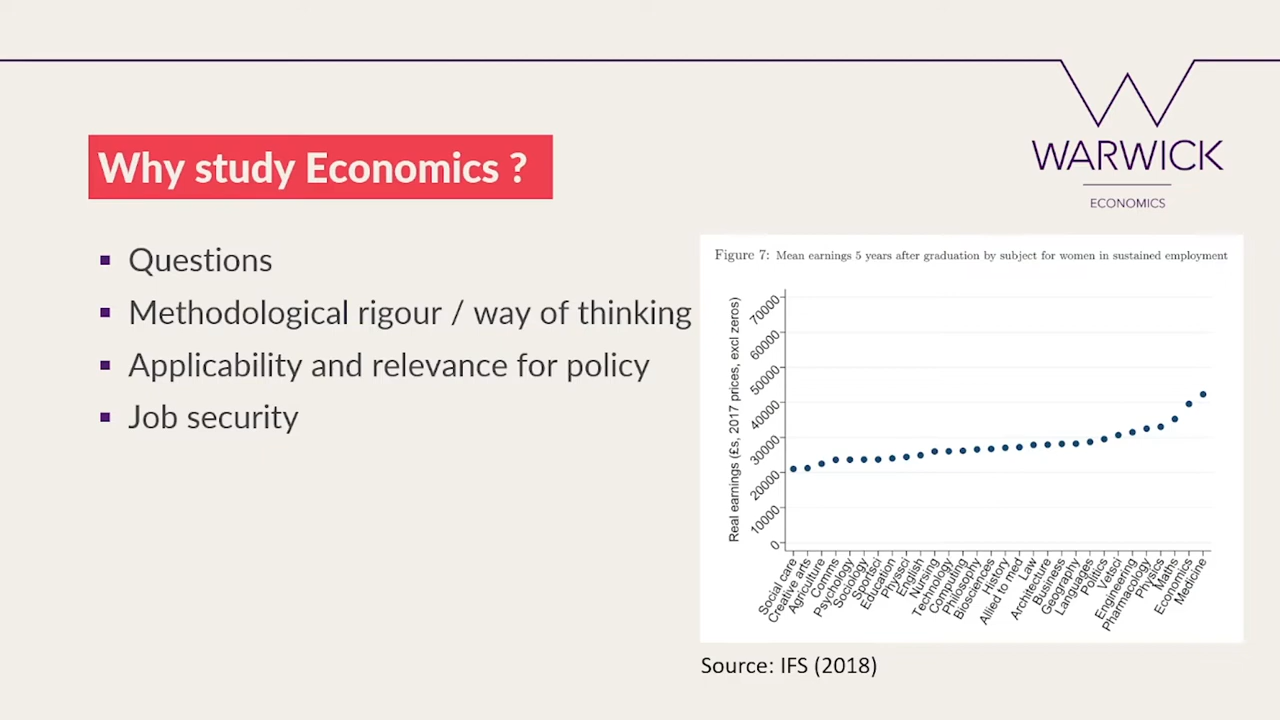 WARWICK
ECONOMICS
Why study Economics ?
Questions
Methodological rigour / way of thinking
Applicability and relevance for policy
Job security
Figure 7: Mean earnings 5 years after graduation by subject for women in sustained employment
Real earnings (£s, 2017 prices, excl zeros)
70000
60000
50000
40000
30000
20000
10000
0
Social care
Creative arts
Agriculture
Comms
Psychology
Sociology
Sportsci
Education
Physsci
English
Nursing
Technology
Computing
Philosophy
Biosciences
History
Allied to med
Law
Architecture
Business
Geography
Languages
Politics
Vetsci
Engineering
Pharmacology
Physics
Maths
Economics
Medicine
Source: IFS (2018)